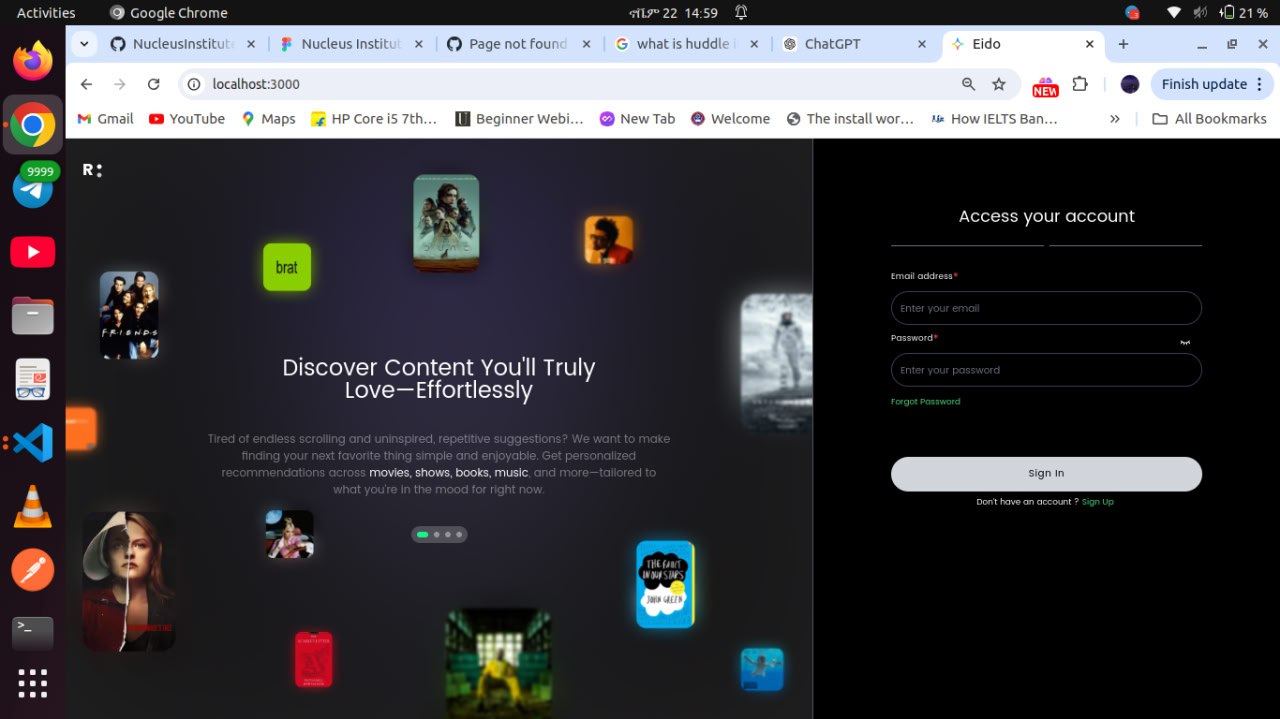 Activities
Google Chrome
ሩቧም 22 14:59
21 %
NucleusInstitut
Nucleus Institut
Page not found
what is huddle i
ChatGPT
Eido
localhost:3000
NEW
Finish update
Gmail
YouTube
Maps
HP Core i5 7th...
Beginner Webi...
New Tab
Welcome
The install wor...
How IELTS Ban...
All Bookmarks
9999
R:
brat
FRIENDS
Discover Content You'll Truly
Love—Effortlessly
Tired of endless scrolling and uninspired, repetitive suggestions? We want to make
finding your next favorite thing simple and enjoyable. Get personalized
recommendations across movies, shows, books, music, and more—tailored to
what you're in the mood for right now.
THE FAULT
IN OUR STARS
JOHN GREEN
Access your account
Email address*
Enter your email
Password*
Enter your password
Forgot Password
Sign In
Don't have an account ? Sign Up